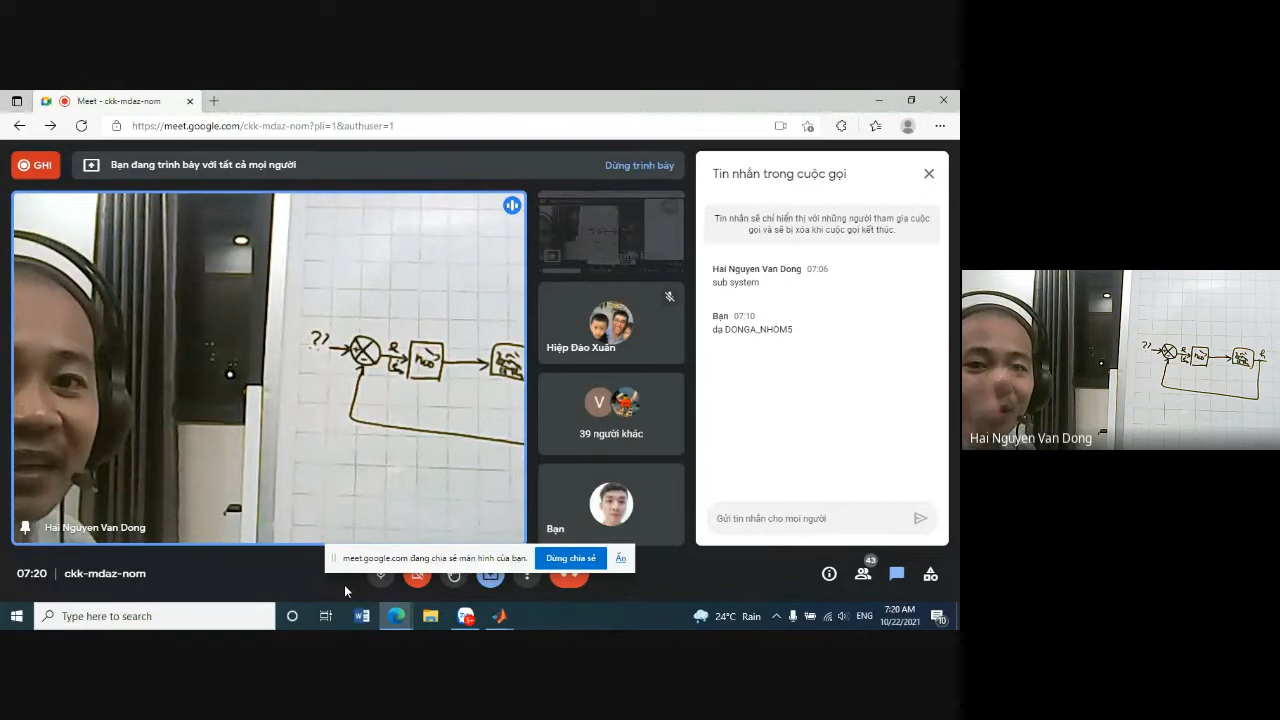 Meet - ckk-mdaz-nom
https://meet.google.com/ckk-mdaz-nom?pli=1&authuser=1
GHI
Bạn đang trình bày với tất cả mọi người
Dừng trình bày
Tin nhắn trong cuộc gọi
Tin nhắn sẽ chỉ hiển thị với những người tham gia cuộc
gọi và sẽ bị xóa khi cuộc gọi kết thúc.
Hai Nguyen Van Dong 07:06
sub system
Bạn 07:10
dạ DONGA_NHOM5
??
Hiệp Đào Xuân
V
39 người khác
Bạn
Hai Nguyen Van Dong
Gửi tin nhắn cho mọi người
meet.google.com đang chia sẻ màn hình của bạn.
Dừng chia sẻ
Ẩn
07:20
ckk-mdaz-nom
43
Type here to search
24°C Rain
ENG
7:20 AM
10/22/2021
10
??
Hai Nguyen Van Dong